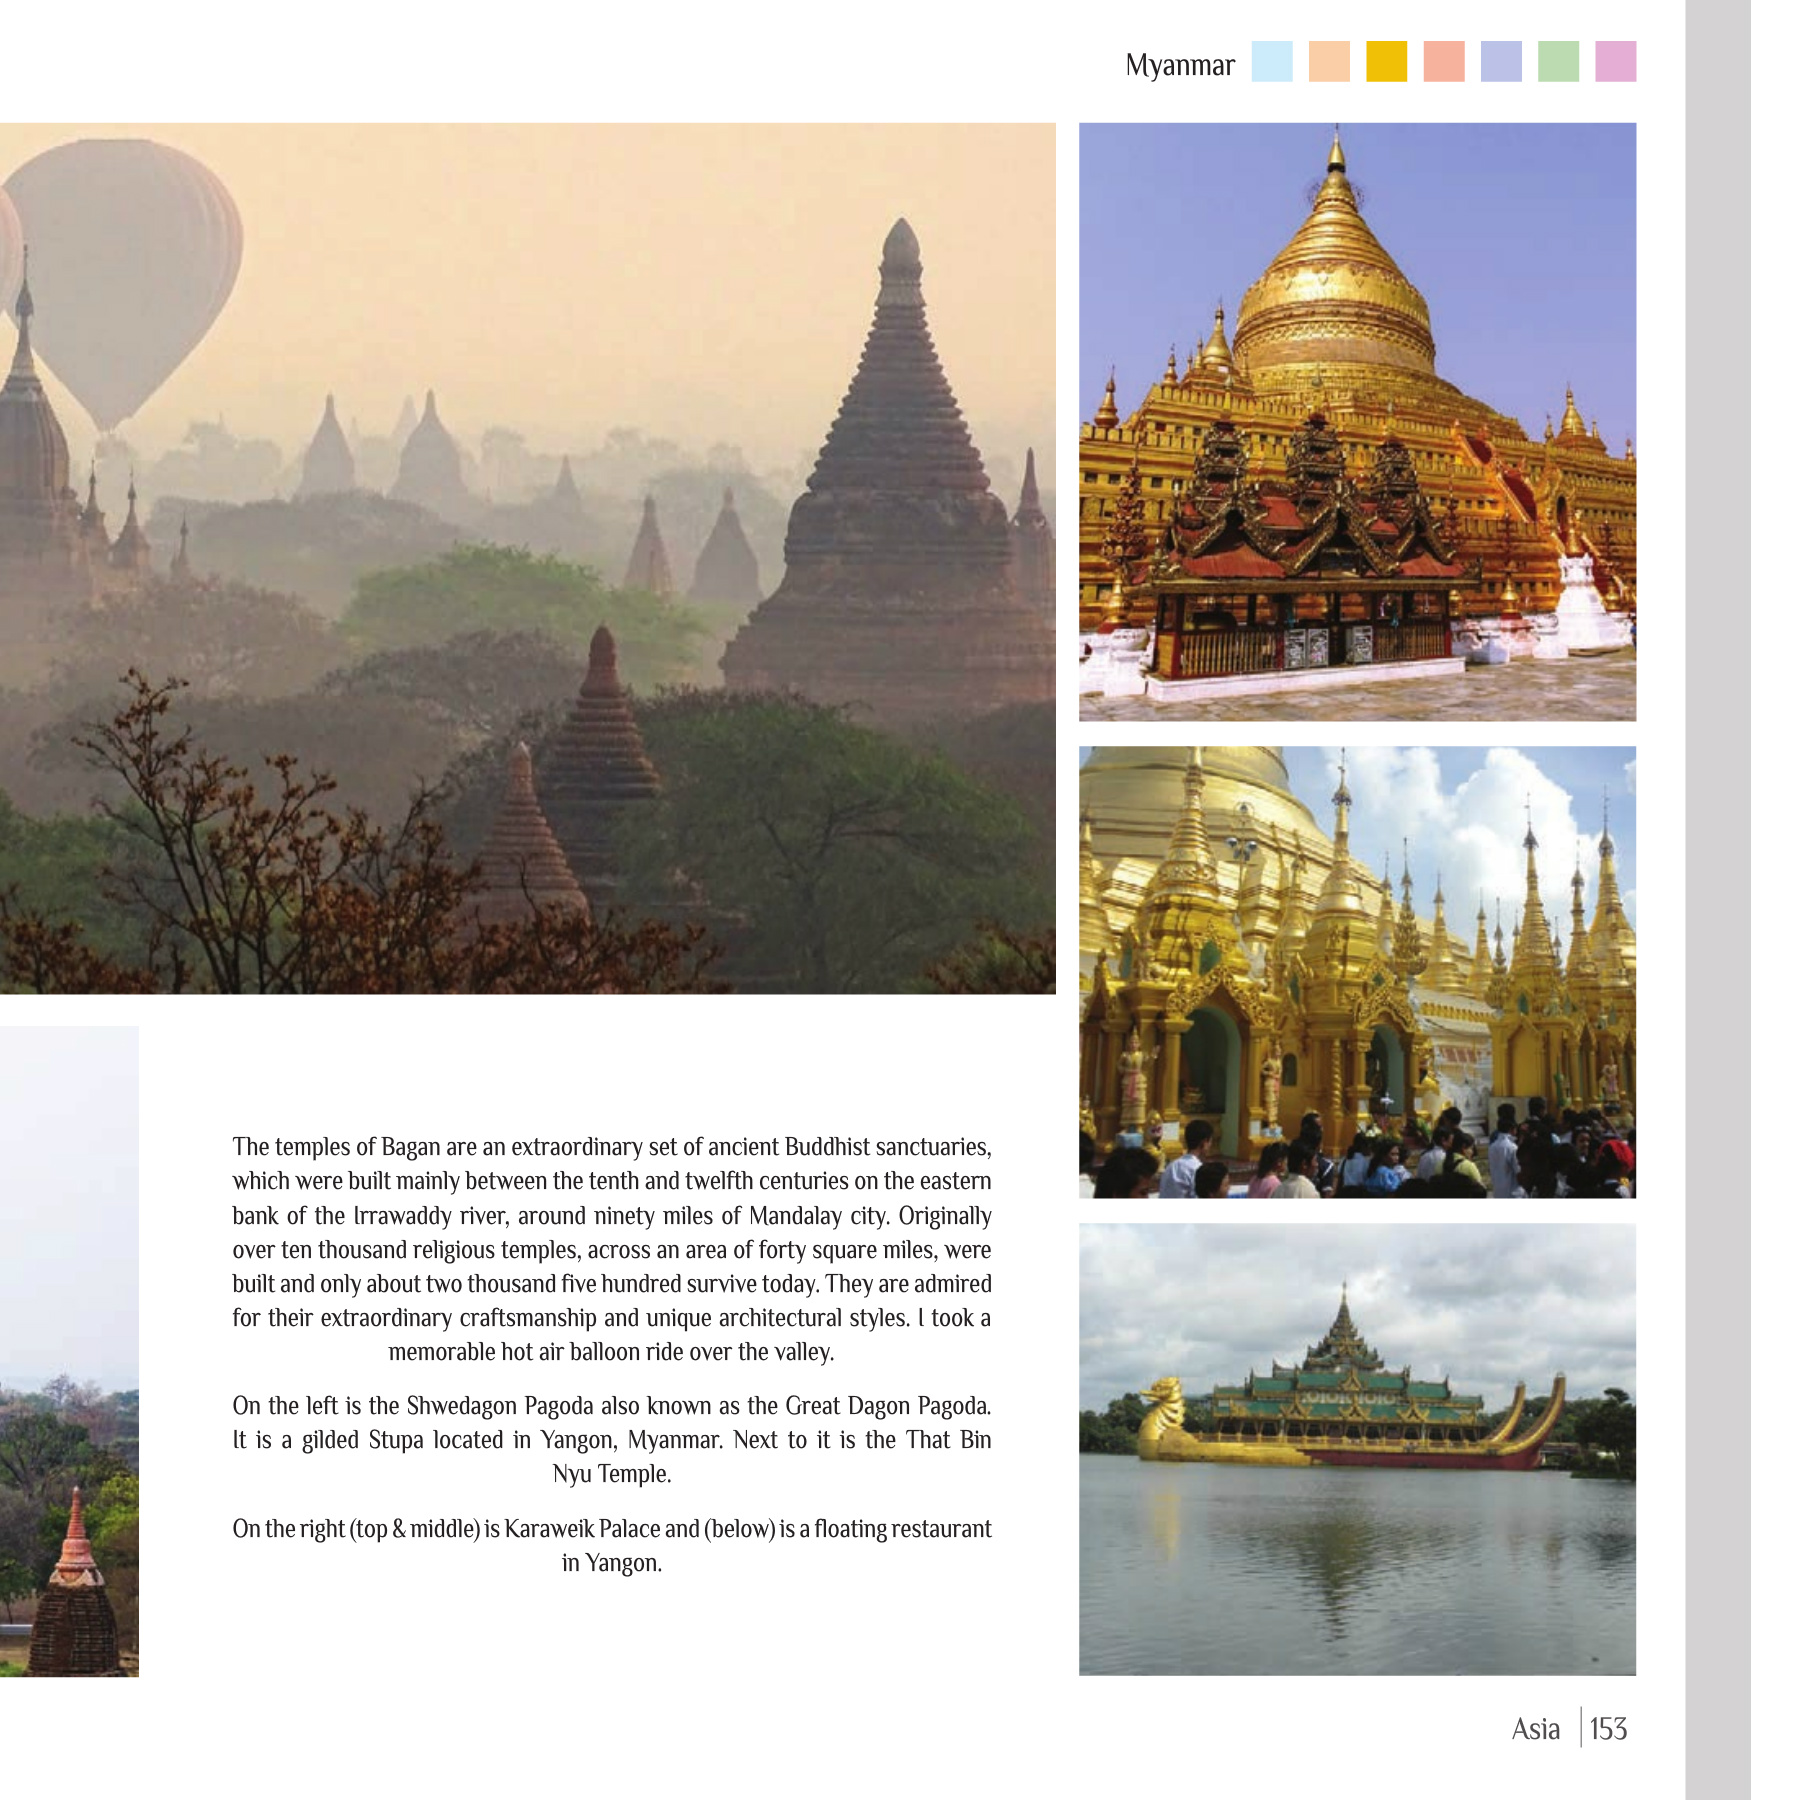 Myanmar
The temples of Bagan are an extraordinary set of ancient Buddhist sanctuaries,
which were built mainly between the tenth and twelfth centuries on the eastern
bank of the Irrawaddy river, around ninety miles of Mandalay city. Originally
over ten thousand religious temples, across an area of forty square miles, were
built and only about two thousand five hundred survive today. They are admired
for their extraordinary craftsmanship and unique architectural styles. I took a
memorable hot air balloon ride over the valley.
On the left is the Shwedagon Pagoda also known as the Great Dagon Pagoda.
It is a gilded Stupa located in Yangon, Myanmar. Next to it is the That Bin
Nyu Temple.
On the right (top & middle) is Karaweik Palace and (below) is a floating restaurant
in Yangon.
Asia 153